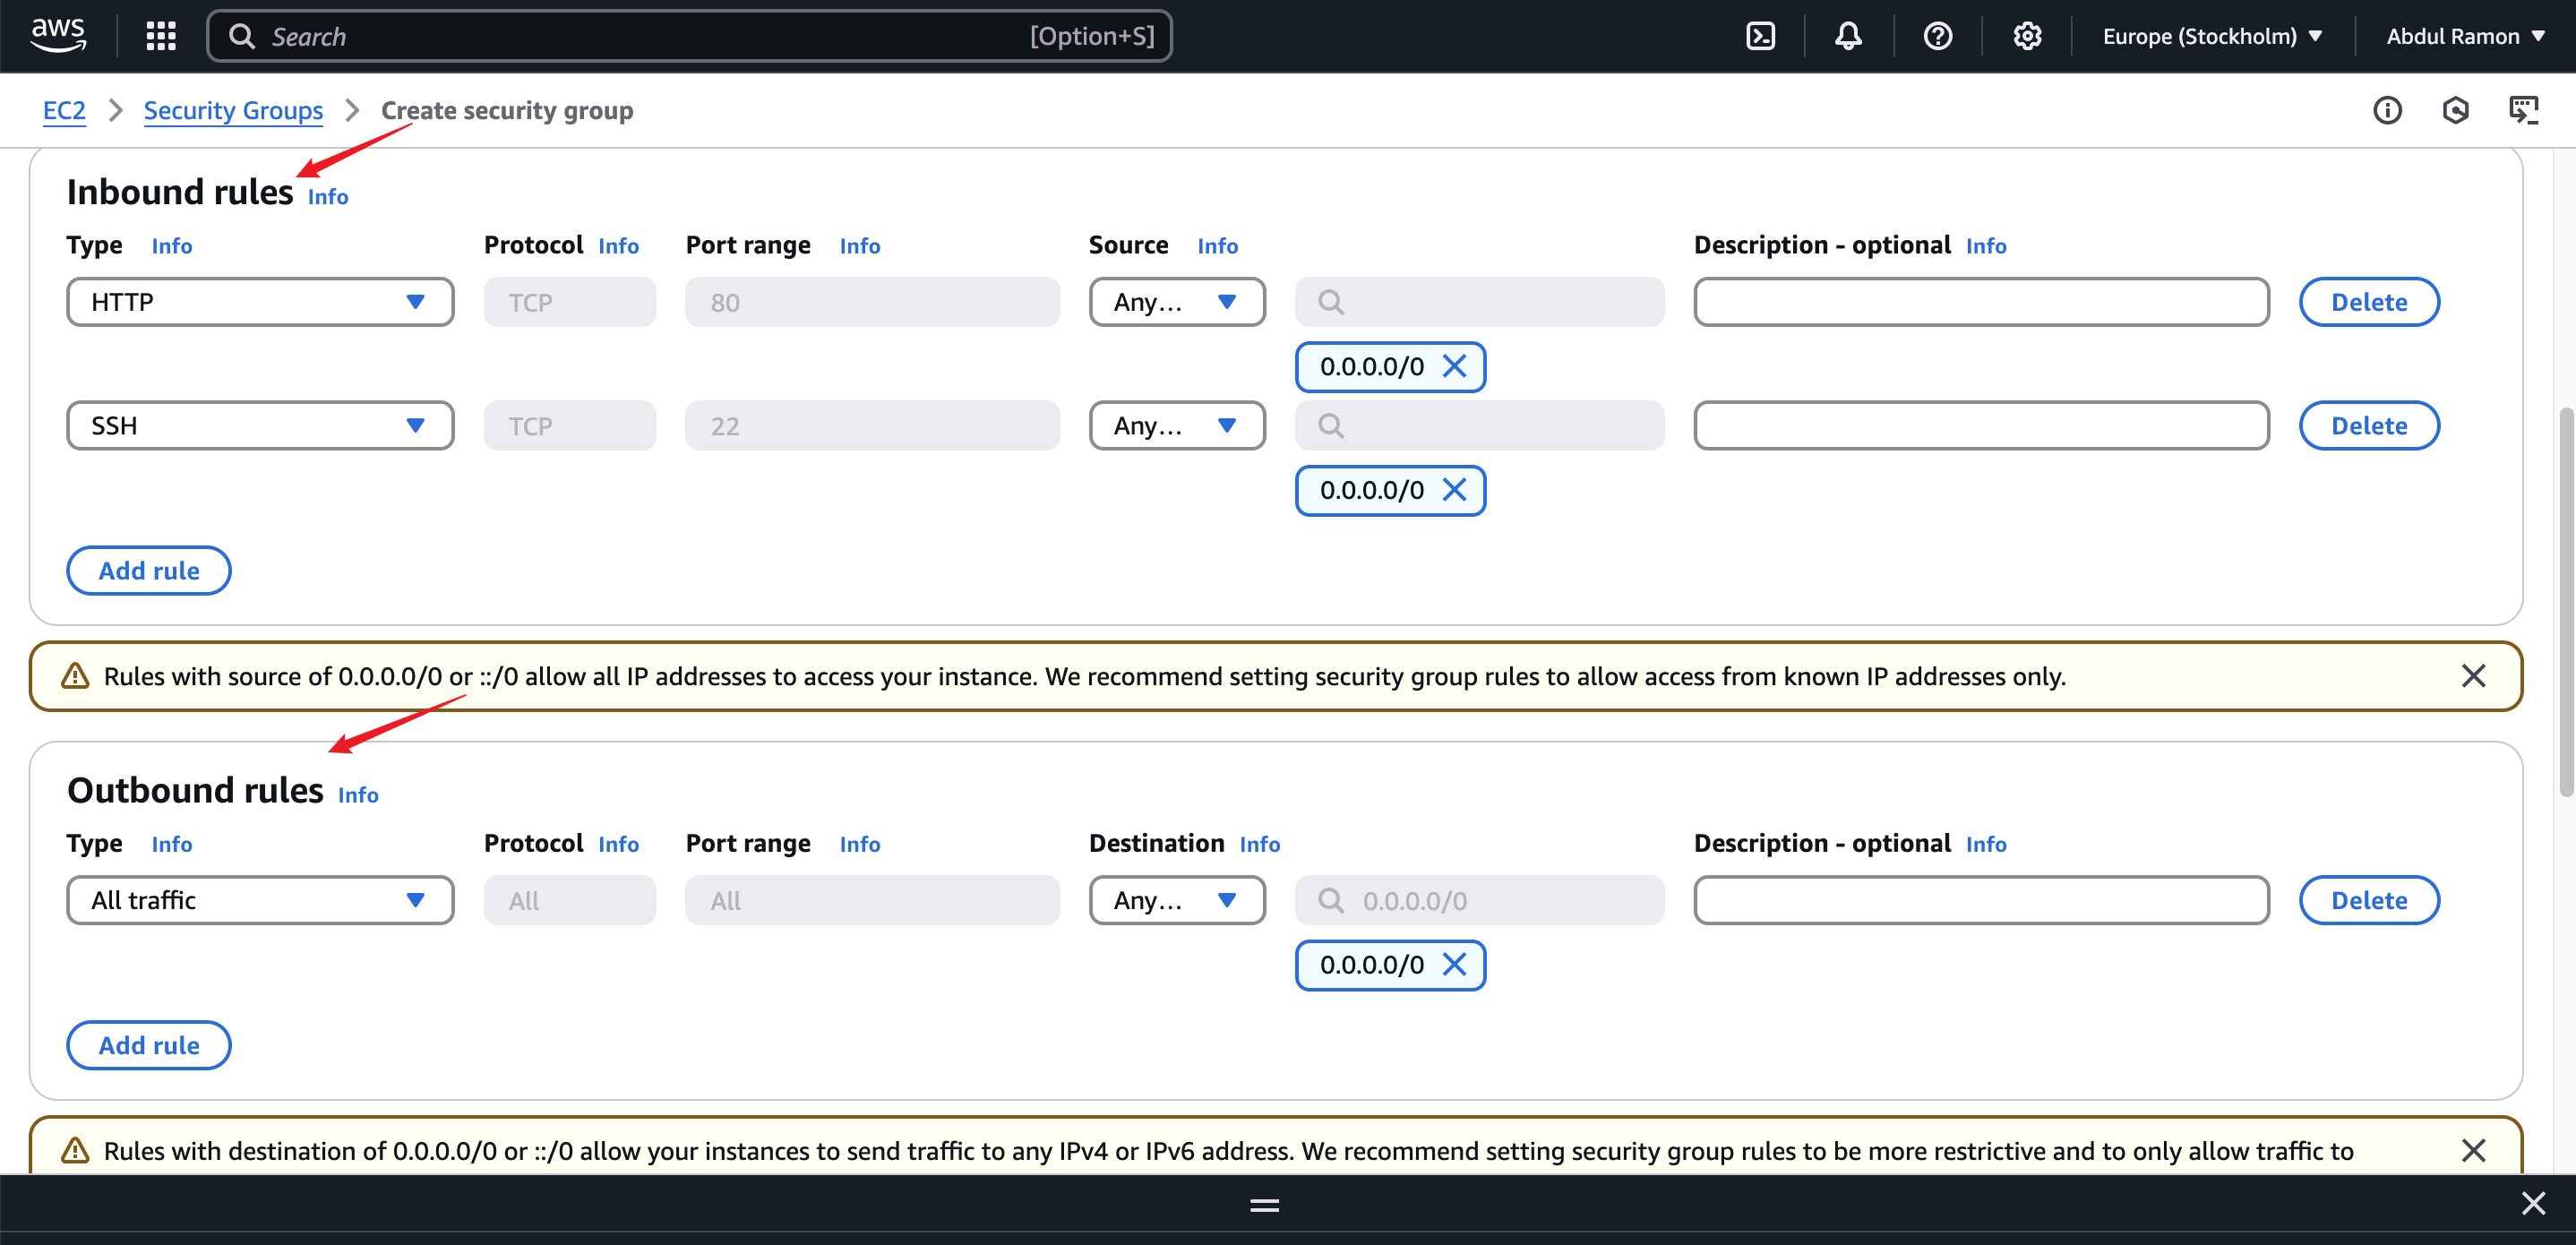 aws Search [Option+S] Europe (Stockholm) Abdul Ramon
EC2 Security Groups Create security group
Inbound rules Info
Type Info Protocol Info Port range Info Source Info Description - optional Info
HTTP TCP 80 Any... Delete
0.0.0.0/0
SSH TCP 22 Any... Delete
0.0.0.0/0
Add rule
Rules with source of 0.0.0.0/0 or ::/0 allow all IP addresses to access your instance. We recommend setting security group rules to allow access from known IP addresses only.
Outbound rules Info
Type Info Protocol Info Port range Info Destination Info Description - optional Info
All traffic All All Any... 0.0.0.0/0 Delete
0.0.0.0/0
Add rule
Rules with destination of 0.0.0.0/0 or ::/0 allow your instances to send traffic to any IPv4 or IPv6 address. We recommend setting security group rules to be more restrictive and to only allow traffic to